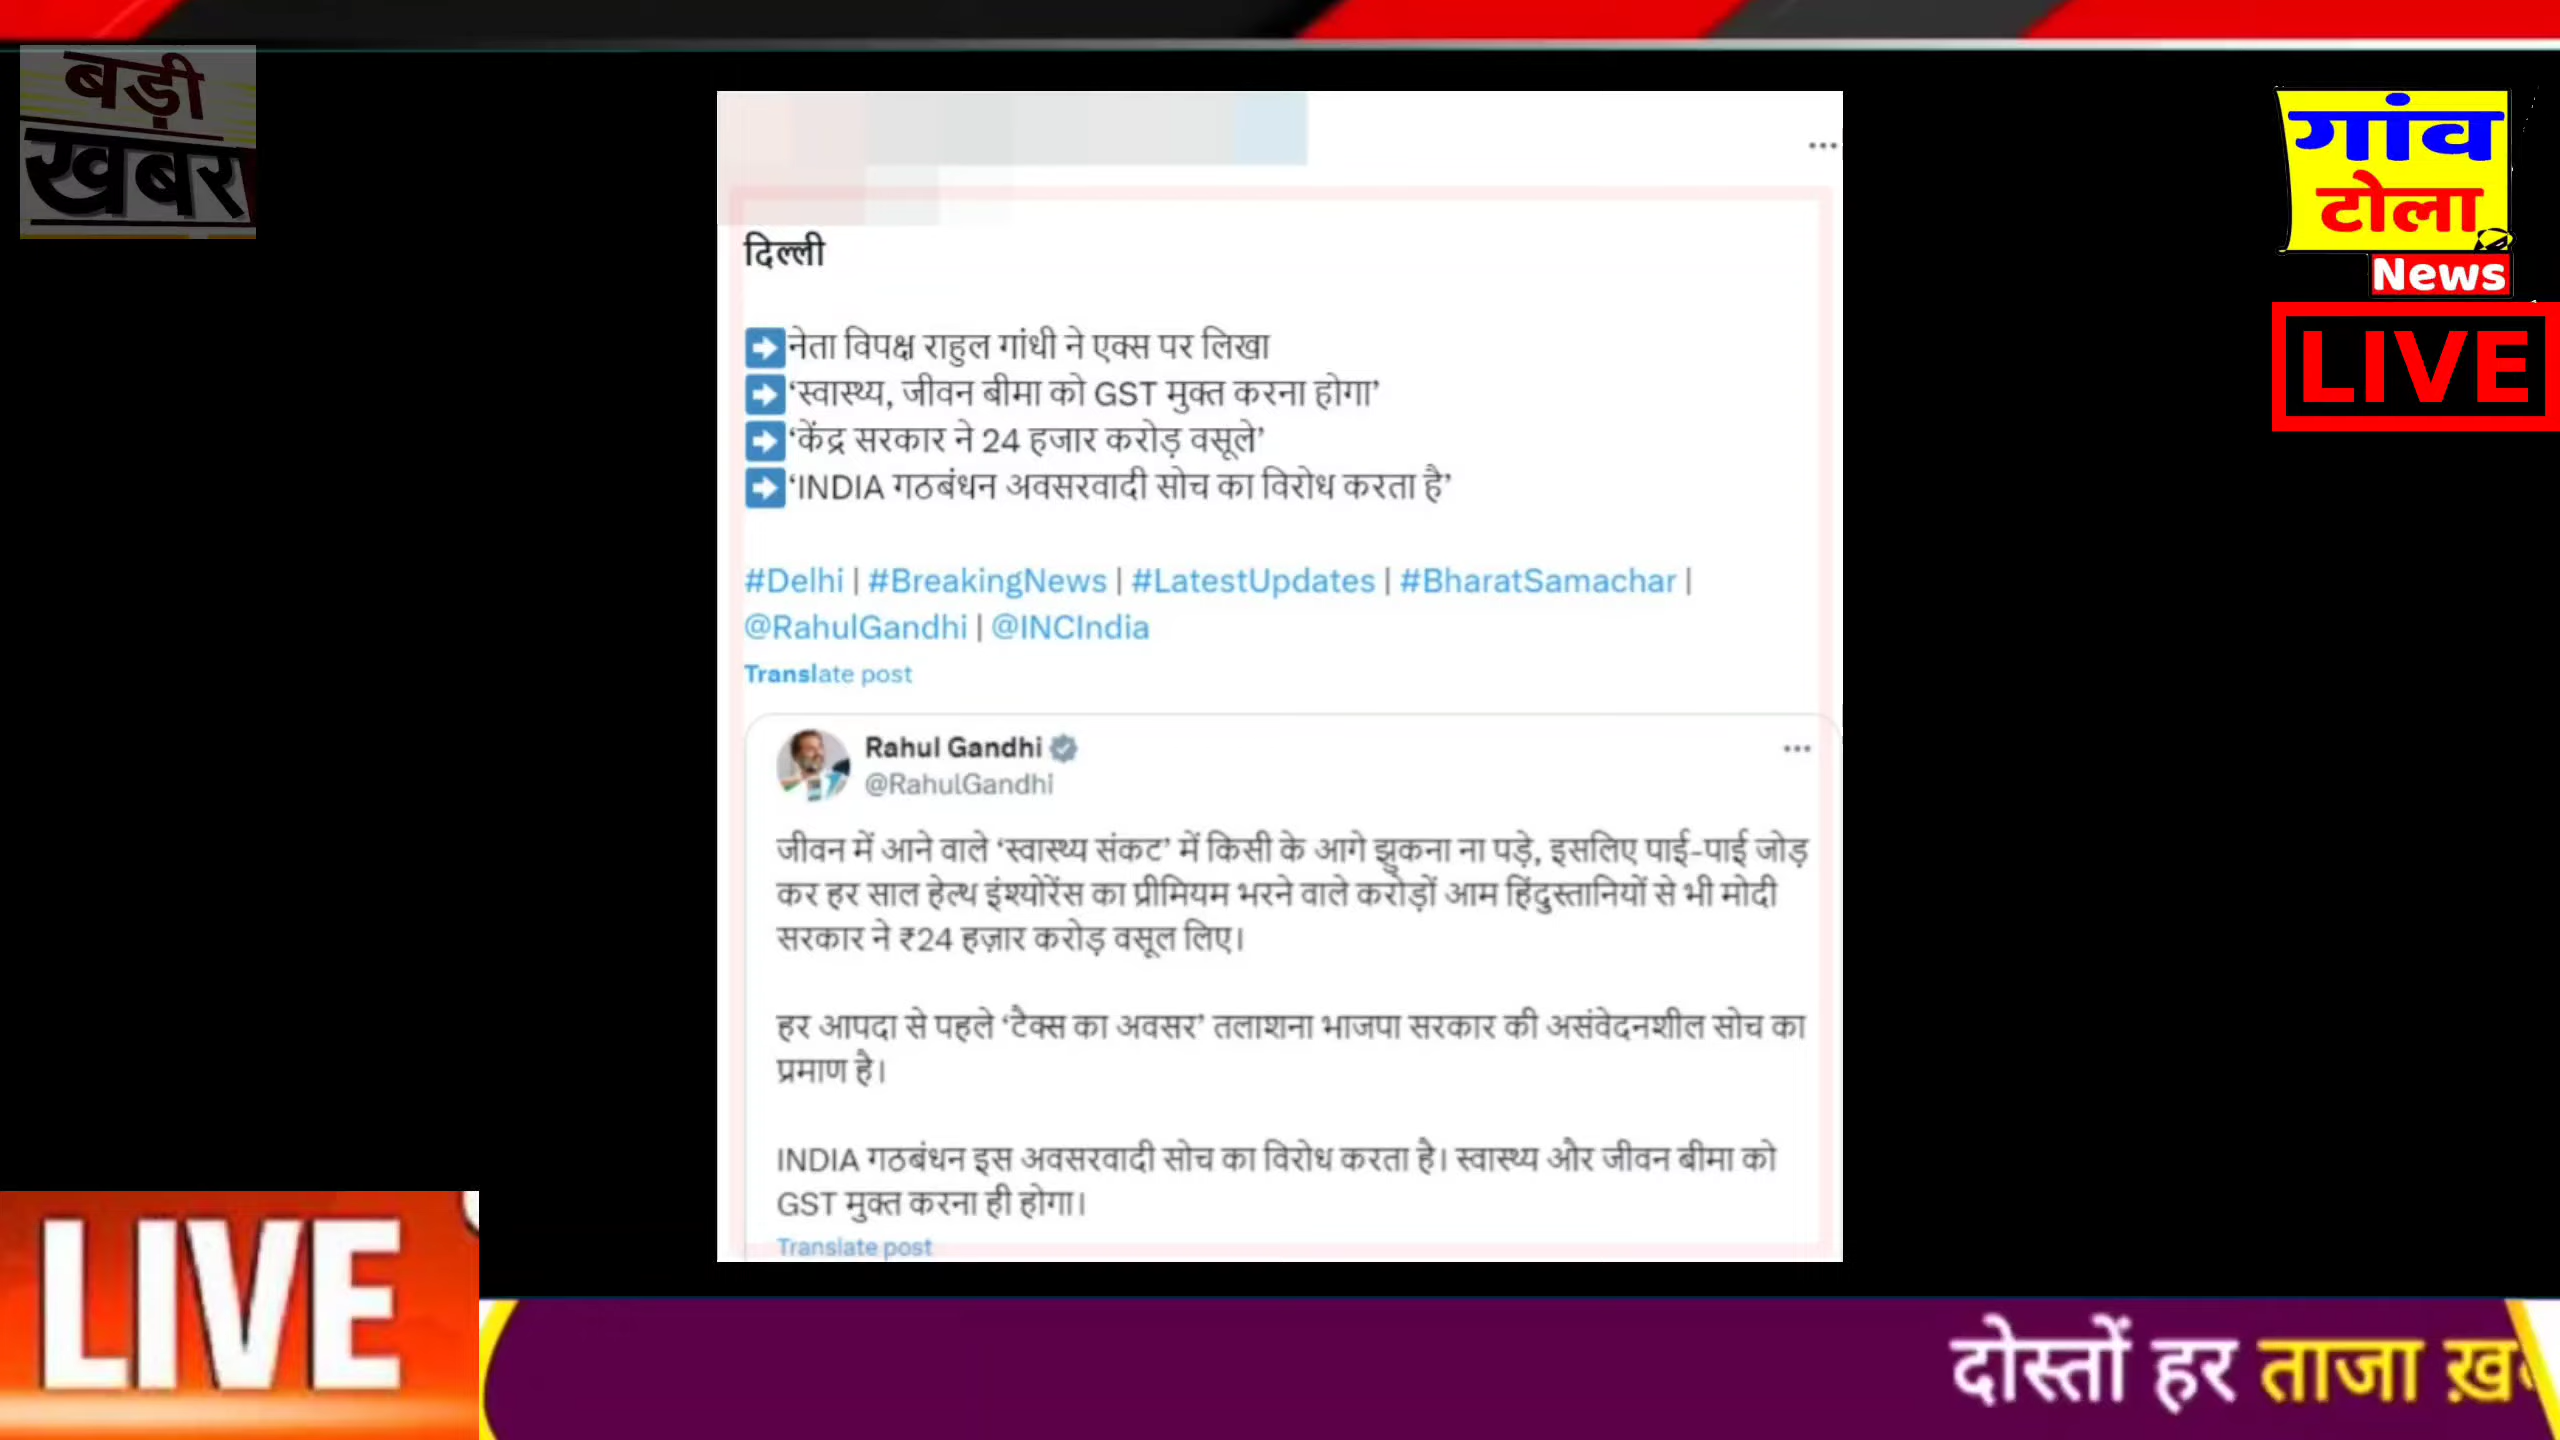 बड़ी
खबर
गांव
टोला
News
LIVE
दिल्ली
➡️नेता विपक्ष राहुल गांधी ने एक्स पर लिखा
➡️‘स्वास्थ्य, जीवन बीमा को GST मुक्त करना होगा’
➡️‘केंद्र सरकार ने 24 हजार करोड़ वसूले’
➡️‘INDIA गठबंधन अवसरवादी सोच का विरोध करता है’
#Delhi | #BreakingNews | #LatestUpdates | #BharatSamachar |
@RahulGandhi | @INCIndia
Translate post
Rahul Gandhi
@RahulGandhi
जीवन में आने वाले ‘स्वास्थ्य संकट’ में किसी के आगे झुकना ना पड़े, इसलिए पाई-पाई जोड़
कर हर साल हेल्थ इंश्योरेंस का प्रीमियम भरने वाले करोड़ों आम हिंदुस्तानियों से भी मोदी
सरकार ने ₹24 हज़ार करोड़ वसूल लिए।
हर आपदा से पहले ‘टैक्स का अवसर’ तलाशना भाजपा सरकार की असंवेदनशील सोच का
प्रमाण है।
INDIA गठबंधन इस अवसरवादी सोच का विरोध करता है। स्वास्थ्य और जीवन बीमा को
GST मुक्त करना ही होगा।
Translate post
LIVE
दोस्तों हर ताजा